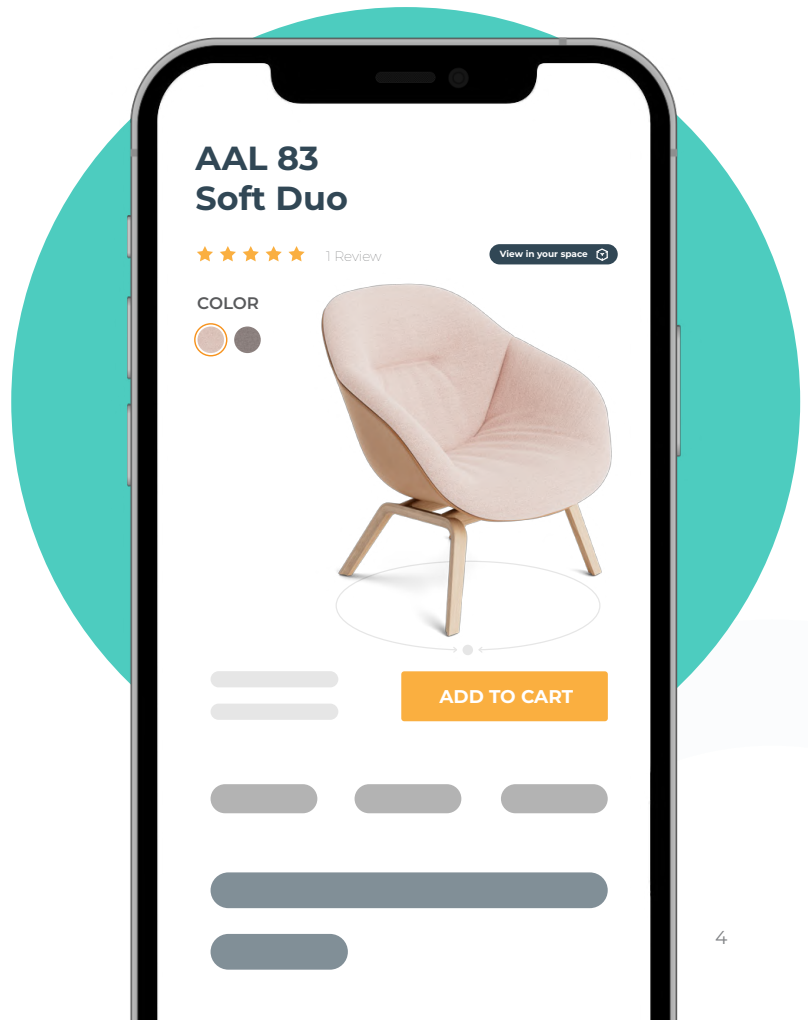 AAL 83
Soft Duo
1 Review
View in your space
COLOR
ADD TO CART
4